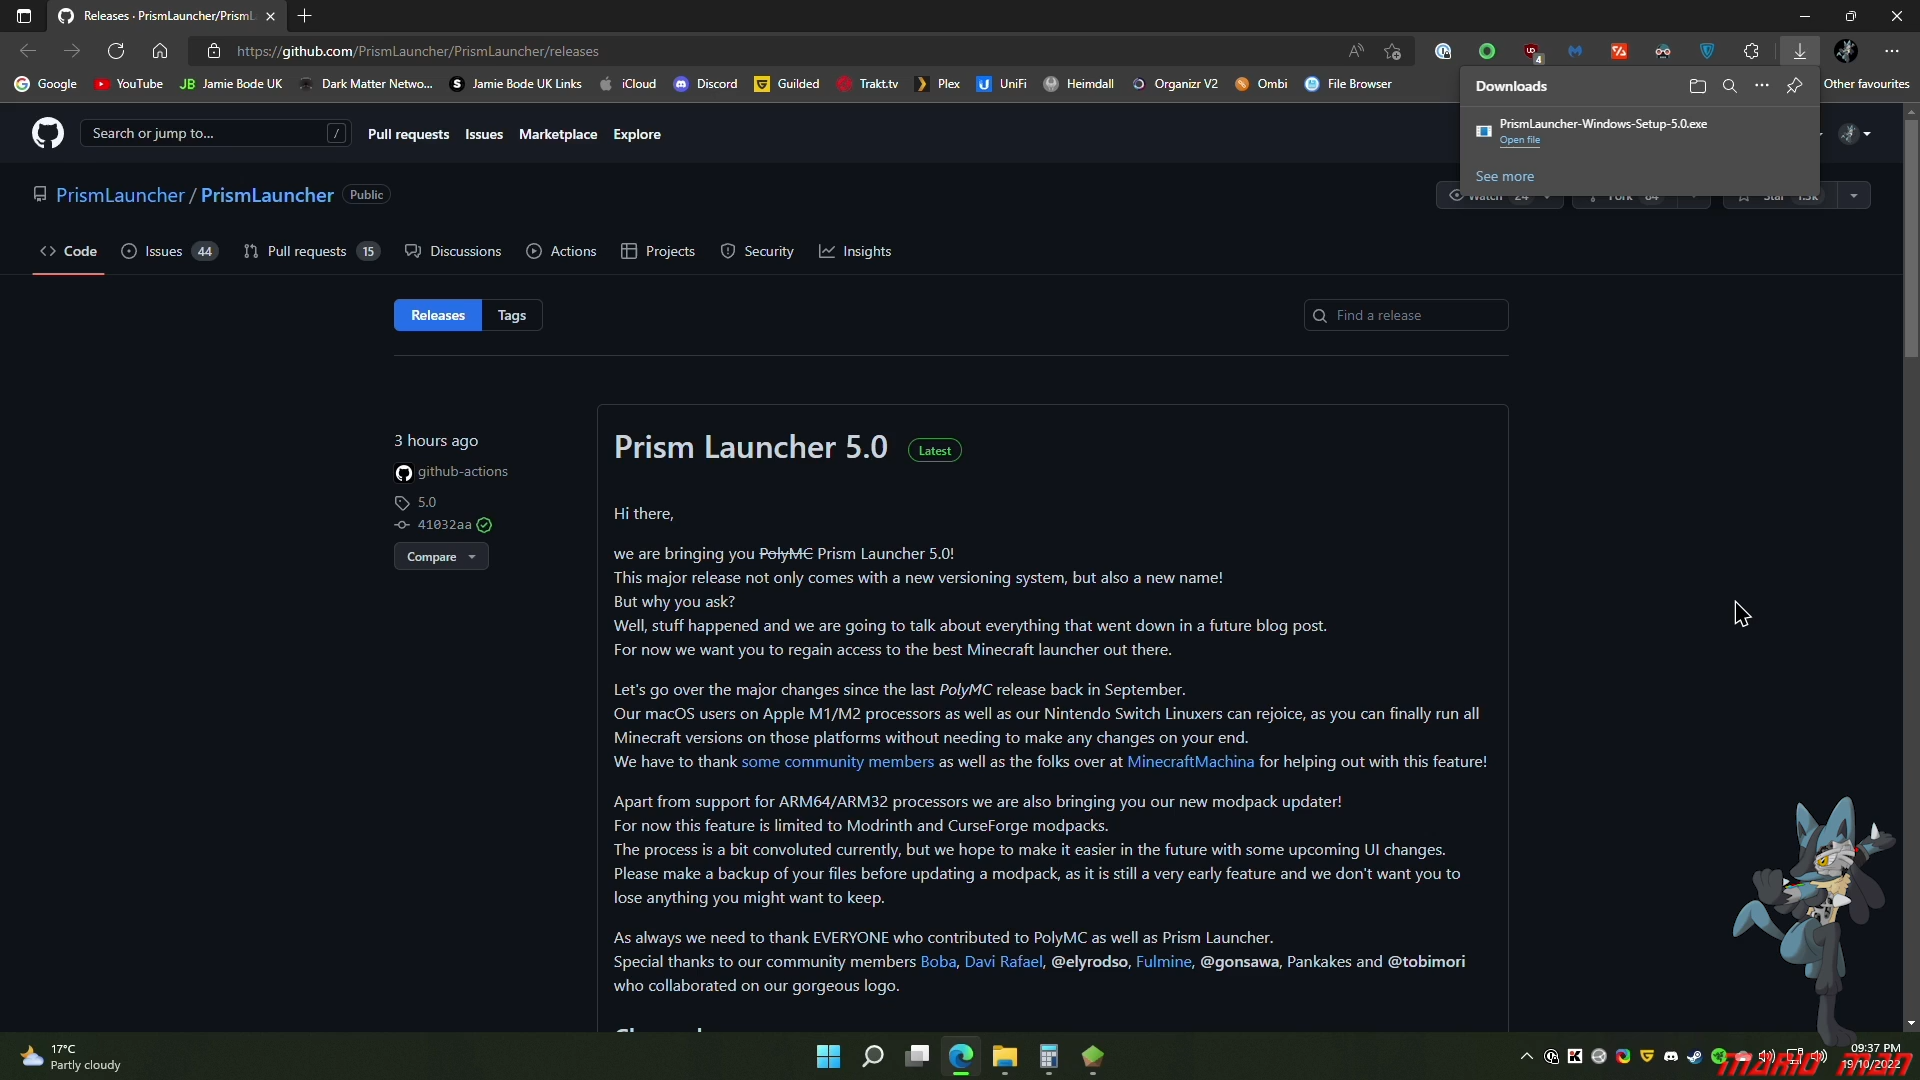 Releases · PrismLauncher/PrismL
https://github.com/PrismLauncher/PrismLauncher/releases
4
Google
YouTube
JB Jamie Bode UK
Dark Matter Netwo...
S Jamie Bode UK Links
iCloud
Discord
Guilded
Trakt.tv
Plex
UniFi
Heimdall
Organizr V2
Ombi
File Browser
Other favourites
Downloads
PrismLauncher-Windows-Setup-5.0.exe
Open file
See more
Search or jump to...
/
Pull requests
Issues
Marketplace
Explore
PrismLauncher / PrismLauncher
Public
Watch 24
Fork 84
Star 1.3k
Code
Issues 44
Pull requests 15
Discussions
Actions
Projects
Security
Insights
Releases
Tags
Find a release
3 hours ago
github-actions
5.0
41032aa
Compare
Prism Launcher 5.0
Latest
Hi there,
we are bringing you PolyMC Prism Launcher 5.0!
This major release not only comes with a new versioning system, but also a new name!
But why you ask?
Well, stuff happened and we are going to talk about everything that went down in a future blog post.
For now we want you to regain access to the best Minecraft launcher out there.
Let's go over the major changes since the last PolyMC release back in September.
Our macOS users on Apple M1/M2 processors as well as our Nintendo Switch Linuxers can rejoice, as you can finally run all
Minecraft versions on those platforms without needing to make any changes on your end.
We have to thank some community members as well as the folks over at MinecraftMachina for helping out with this feature!
Apart from support for ARM64/ARM32 processors we are also bringing you our new modpack updater!
For now this feature is limited to Modrinth and CurseForge modpacks.
The process is a bit convoluted currently, but we hope to make it easier in the future with some upcoming UI changes.
Please make a backup of your files before updating a modpack, as it is still a very early feature and we don't want you to
lose anything you might want to keep.
As always we need to thank EVERYONE who contributed to PolyMC as well as Prism Launcher.
Special thanks to our community members Boba, Davi Rafael, @elyrodso, Fulmine, @gonsawa, Pankakes and @tobimori
who collaborated on our gorgeous logo.
17°C
Partly cloudy
09:37 PM
19/10/2022
MARIO MAN